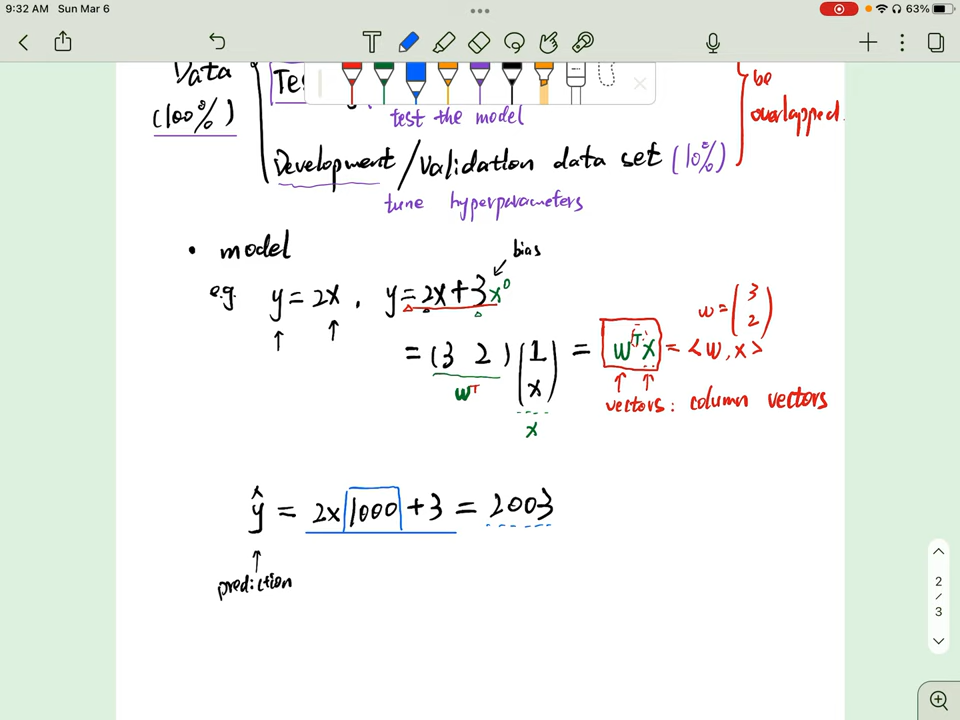 9:32 AM Sun Mar 6
63%
T
Data
(100%)
Tes
test the model
be
overlapped.
Development/Validation data set (10%)
tune hyperparameters
• model
bias
e.g. y = 2x , y = 2x + 3x⁰
= (3 2) (1 x) = wᵀx = <w, x>
w = (3 2)
wᵀ
x
vectors: column vectors
ŷ = 2x1000 + 3 = 2003
prediction
2
/
3